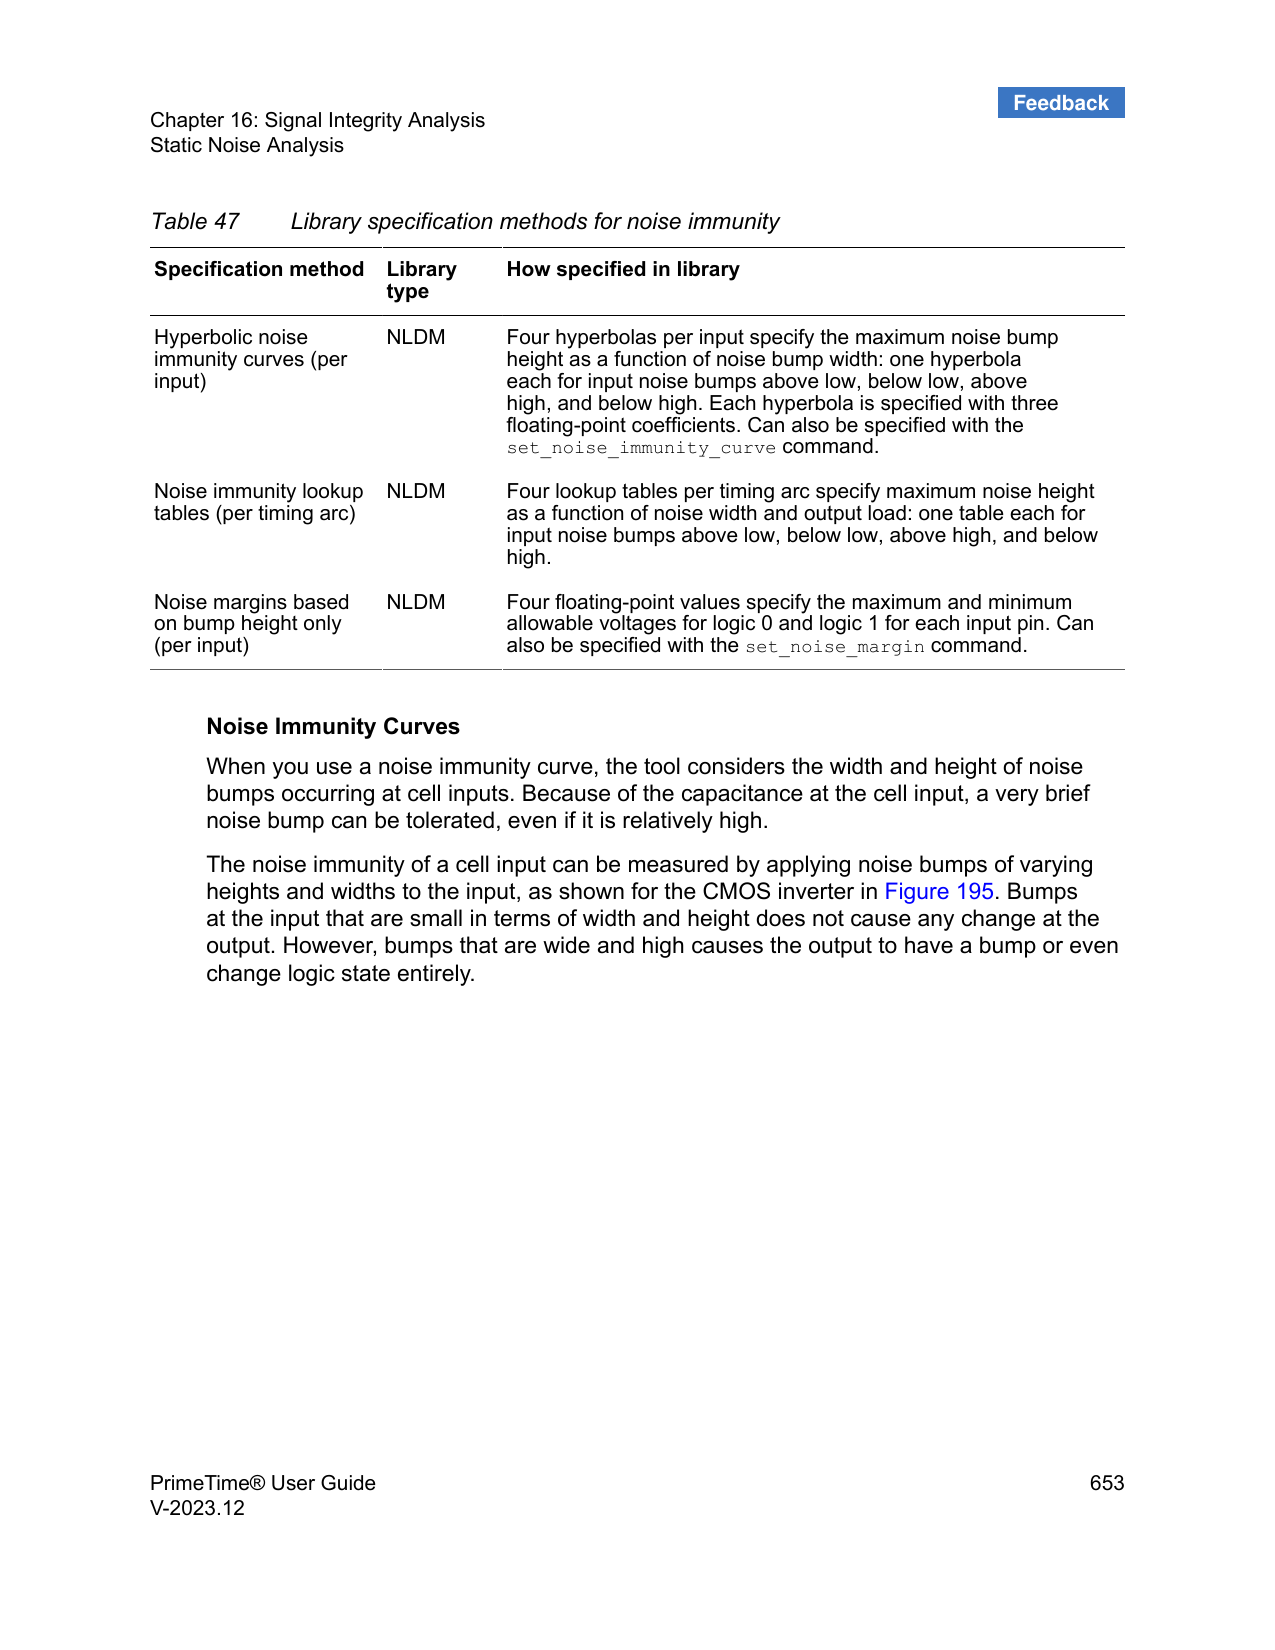 Feedback
Chapter 16: Signal Integrity Analysis
Static Noise Analysis
Table 47 Library specification methods for noise immunity
Specification method Library How specified in library
type
Hyperbolic noise NLDM Four hyperbolas per input specify the maximum noise bump
immunity curves (per height as a function of noise bump width: one hyperbola
input) each for input noise bumps above low, below low, above
high, and below high. Each hyperbola is specified with three
floating-point coefficients. Can also be specified with the
set_noise_immunity_curve command.
Noise immunity lookup NLDM Four lookup tables per timing arc specify maximum noise height
tables (per timing arc) as a function of noise width and output load: one table each for
input noise bumps above low, below low, above high, and below
high.
Noise margins based NLDM Four floating-point values specify the maximum and minimum
on bump height only allowable voltages for logic 0 and logic 1 for each input pin. Can
(per input) also be specified with the set_noise_margin command.
Noise Immunity Curves
When you use a noise immunity curve, the tool considers the width and height of noise
bumps occurring at cell inputs. Because of the capacitance at the cell input, a very brief
noise bump can be tolerated, even if it is relatively high.
The noise immunity of a cell input can be measured by applying noise bumps of varying
heights and widths to the input, as shown for the CMOS inverter in Figure 195. Bumps
at the input that are small in terms of width and height does not cause any change at the
output. However, bumps that are wide and high causes the output to have a bump or even
change logic state entirely.
PrimeTime® User Guide 653
V-2023.12